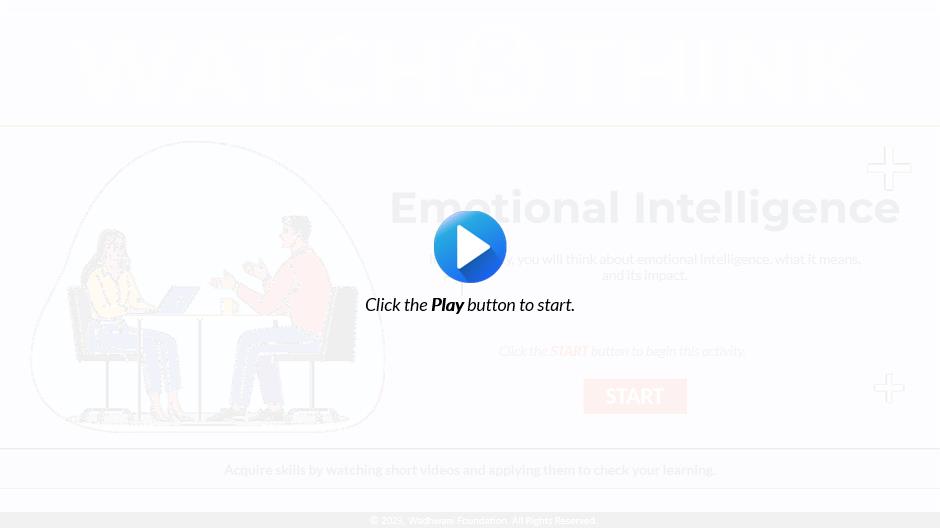 Emotional Intelligence
you will think about emotional intelligence, what it means,
and its impact.
Click the Play button to start.
Click the START button to begin this activity.
START
Acquire skills by watching short videos and applying them to check your learning.
© 2023, Wadhwani Foundation. All Rights Reserved.